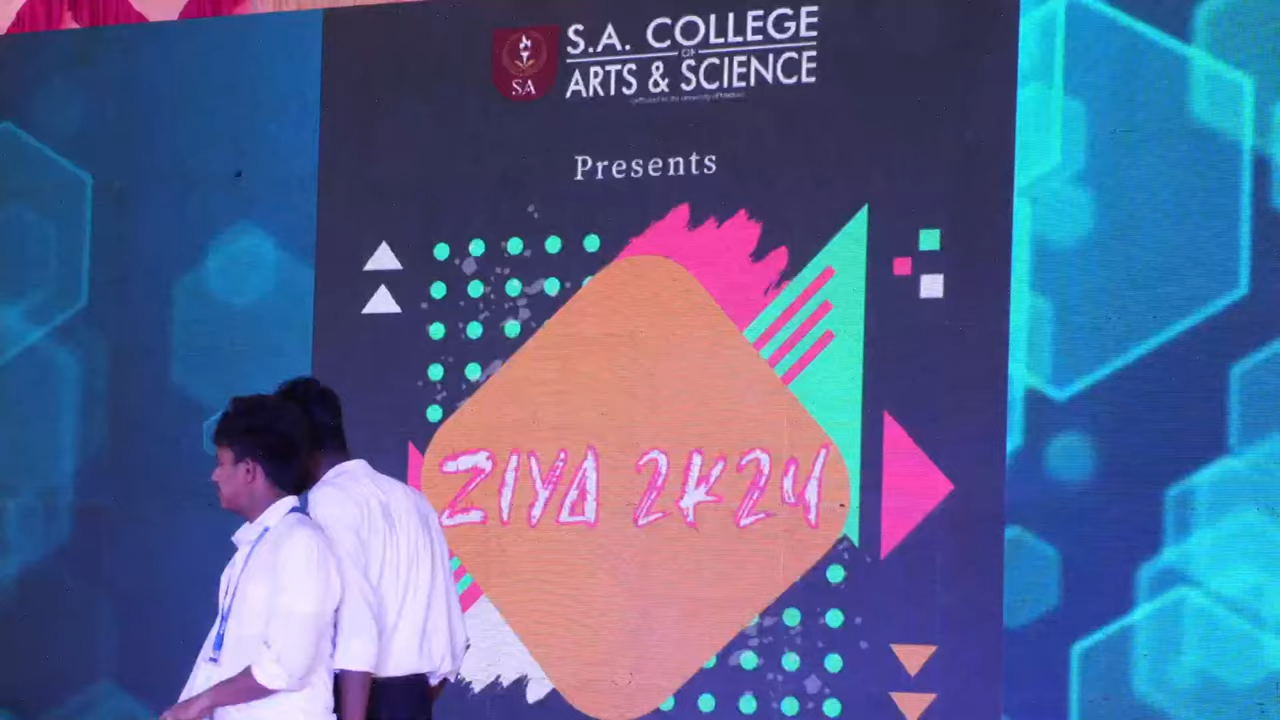 S.A. COLLEGE
OF
ARTS & SCIENCE
SA
Presents
ZIYA 2K24